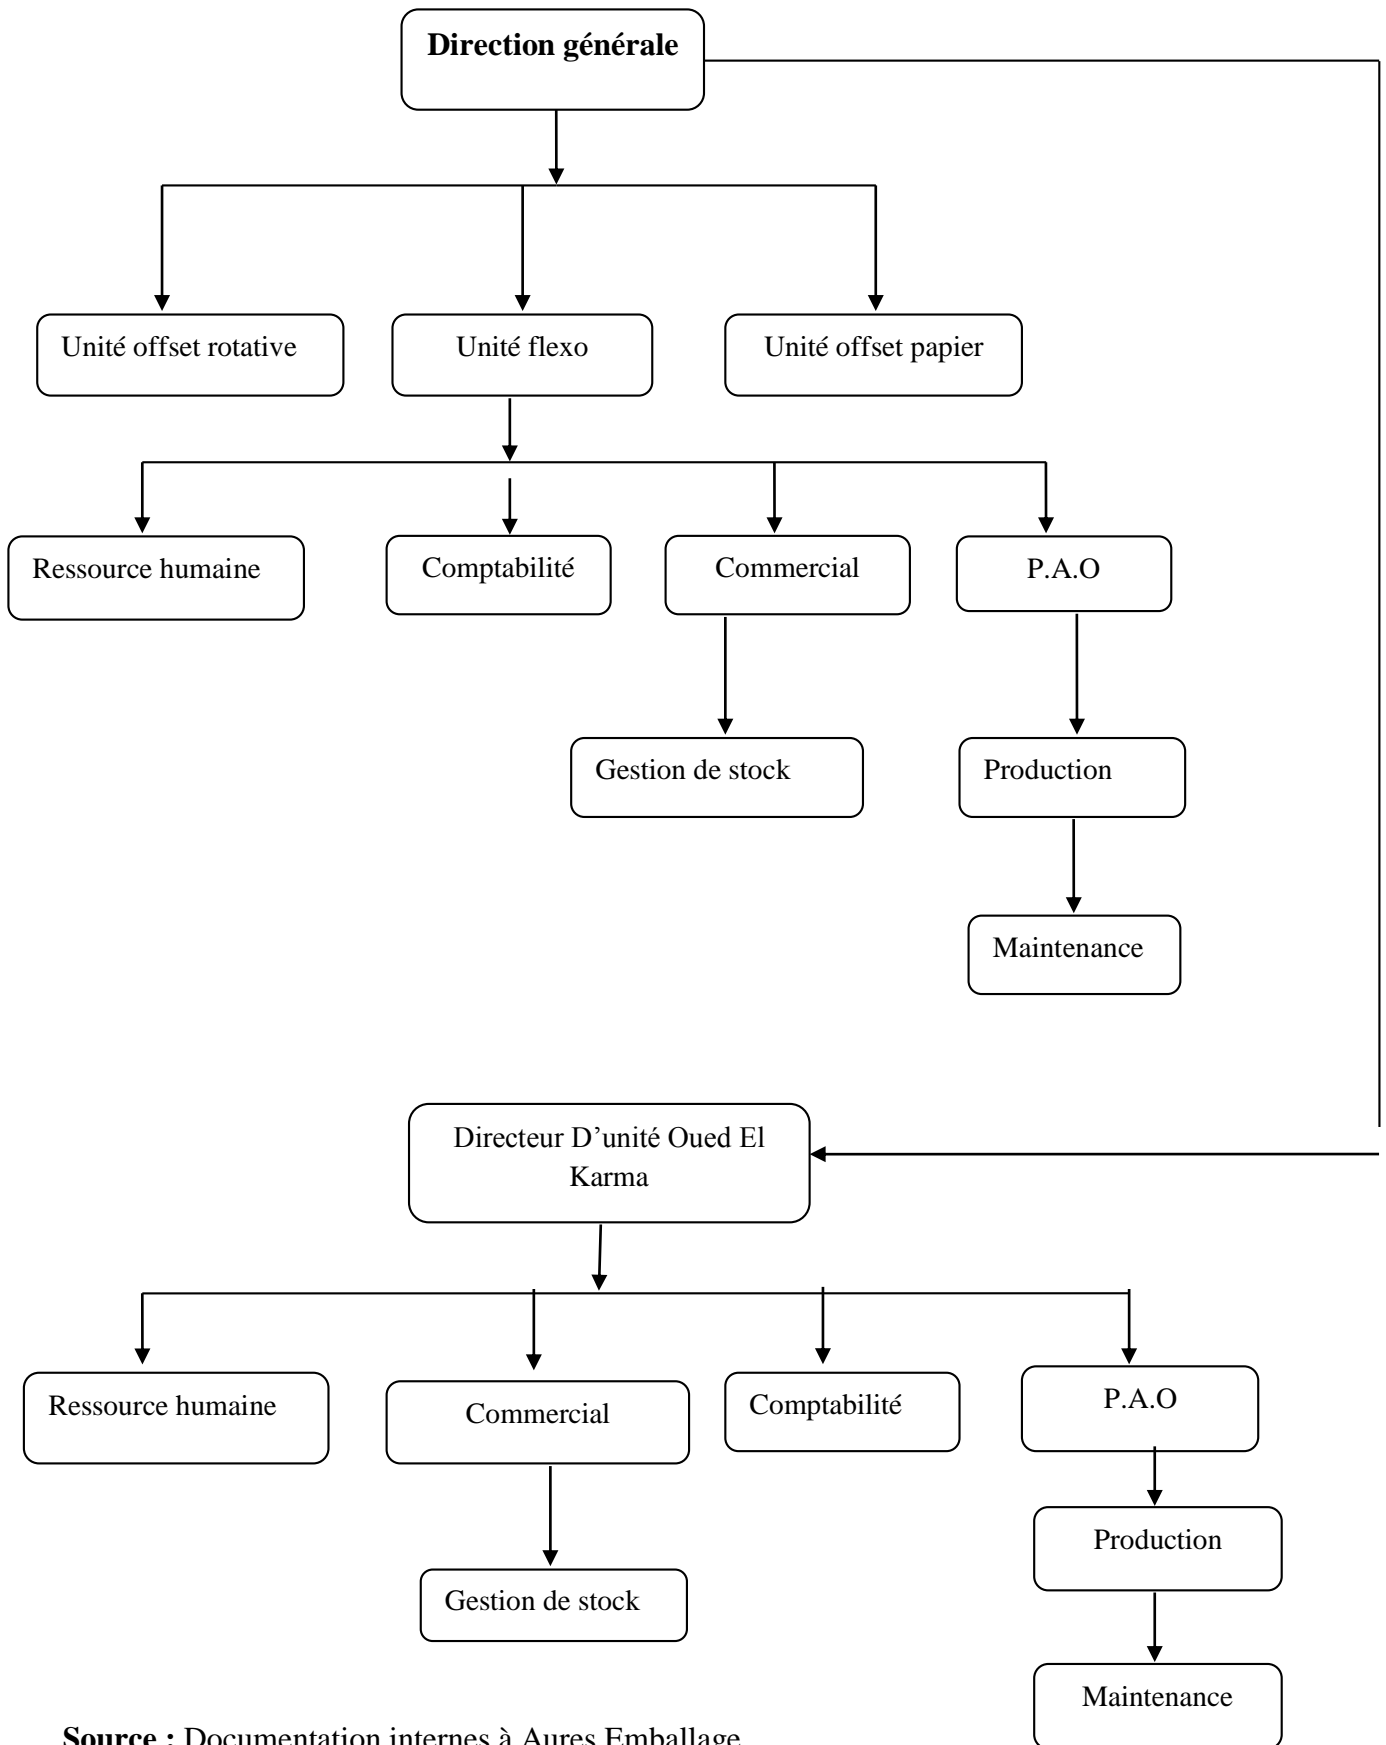 Direction générale
Unité offset rotative
Unité flexo
Unité offset papier
Ressource humaine
Comptabilité
Commercial
P.A.O
Gestion de stock
Production
Maintenance
Directeur D’unité Oued El
Karma
Ressource humaine
Commercial
Comptabilité
P.A.O
Production
Gestion de stock
Maintenance
Source : Documentation internes à Aures Emballage